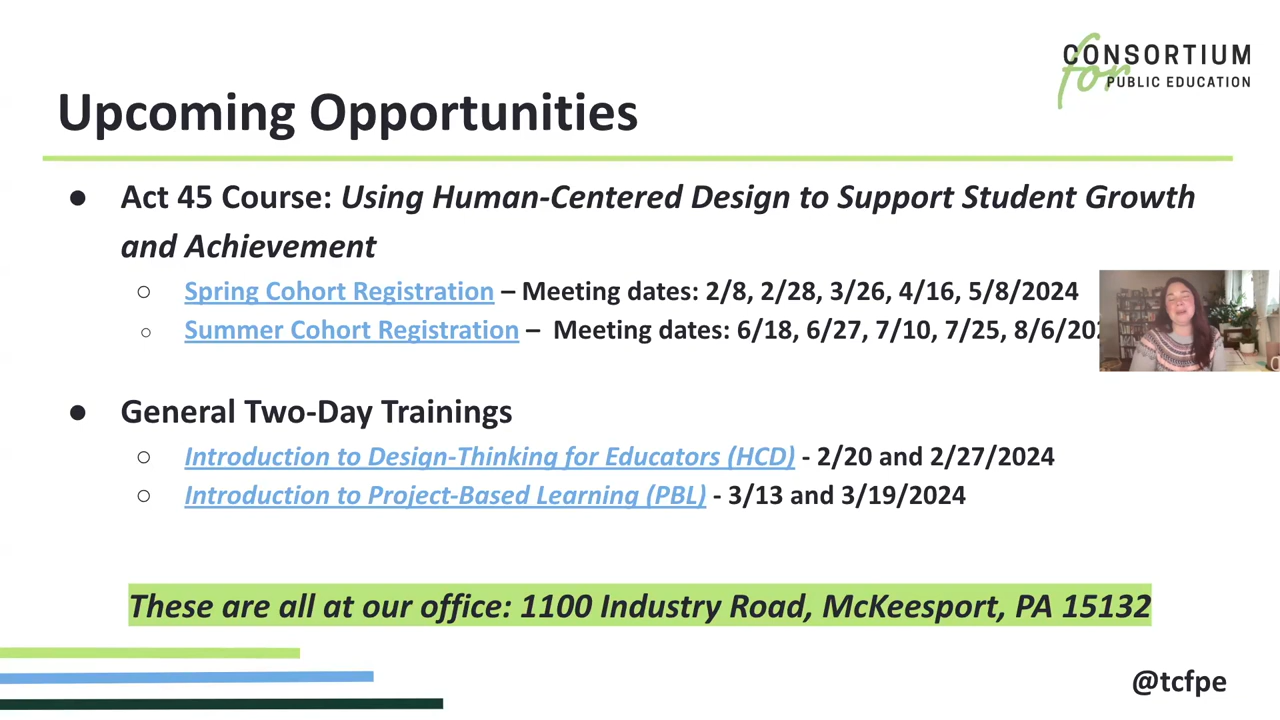 CONSORTIUM
for PUBLIC EDUCATION
Upcoming Opportunities
● Act 45 Course: Using Human-Centered Design to Support Student Growth
and Achievement
○ Spring Cohort Registration – Meeting dates: 2/8, 2/28, 3/26, 4/16, 5/8/2024
○ Summer Cohort Registration – Meeting dates: 6/18, 6/27, 7/10, 7/25, 8/6/20
● General Two-Day Trainings
○ Introduction to Design-Thinking for Educators (HCD) - 2/20 and 2/27/2024
○ Introduction to Project-Based Learning (PBL) - 3/13 and 3/19/2024
These are all at our office: 1100 Industry Road, McKeesport, PA 15132
@tcfpe